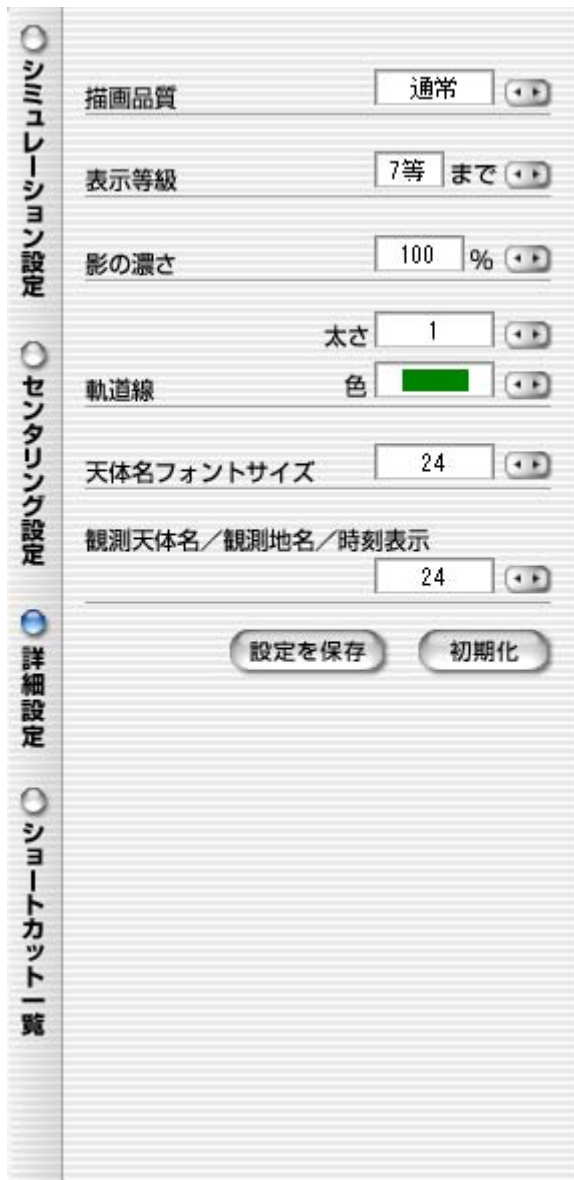 シミュレーション設定
センタリング設定
詳細設定
ショートカット一覧
描画品質 通常
表示等級 7等 まで
影の濃さ 100 %
太さ 1
軌道線 色
天体名フォントサイズ 24
観測天体名／観測地名／時刻表示
24
設定を保存 初期化